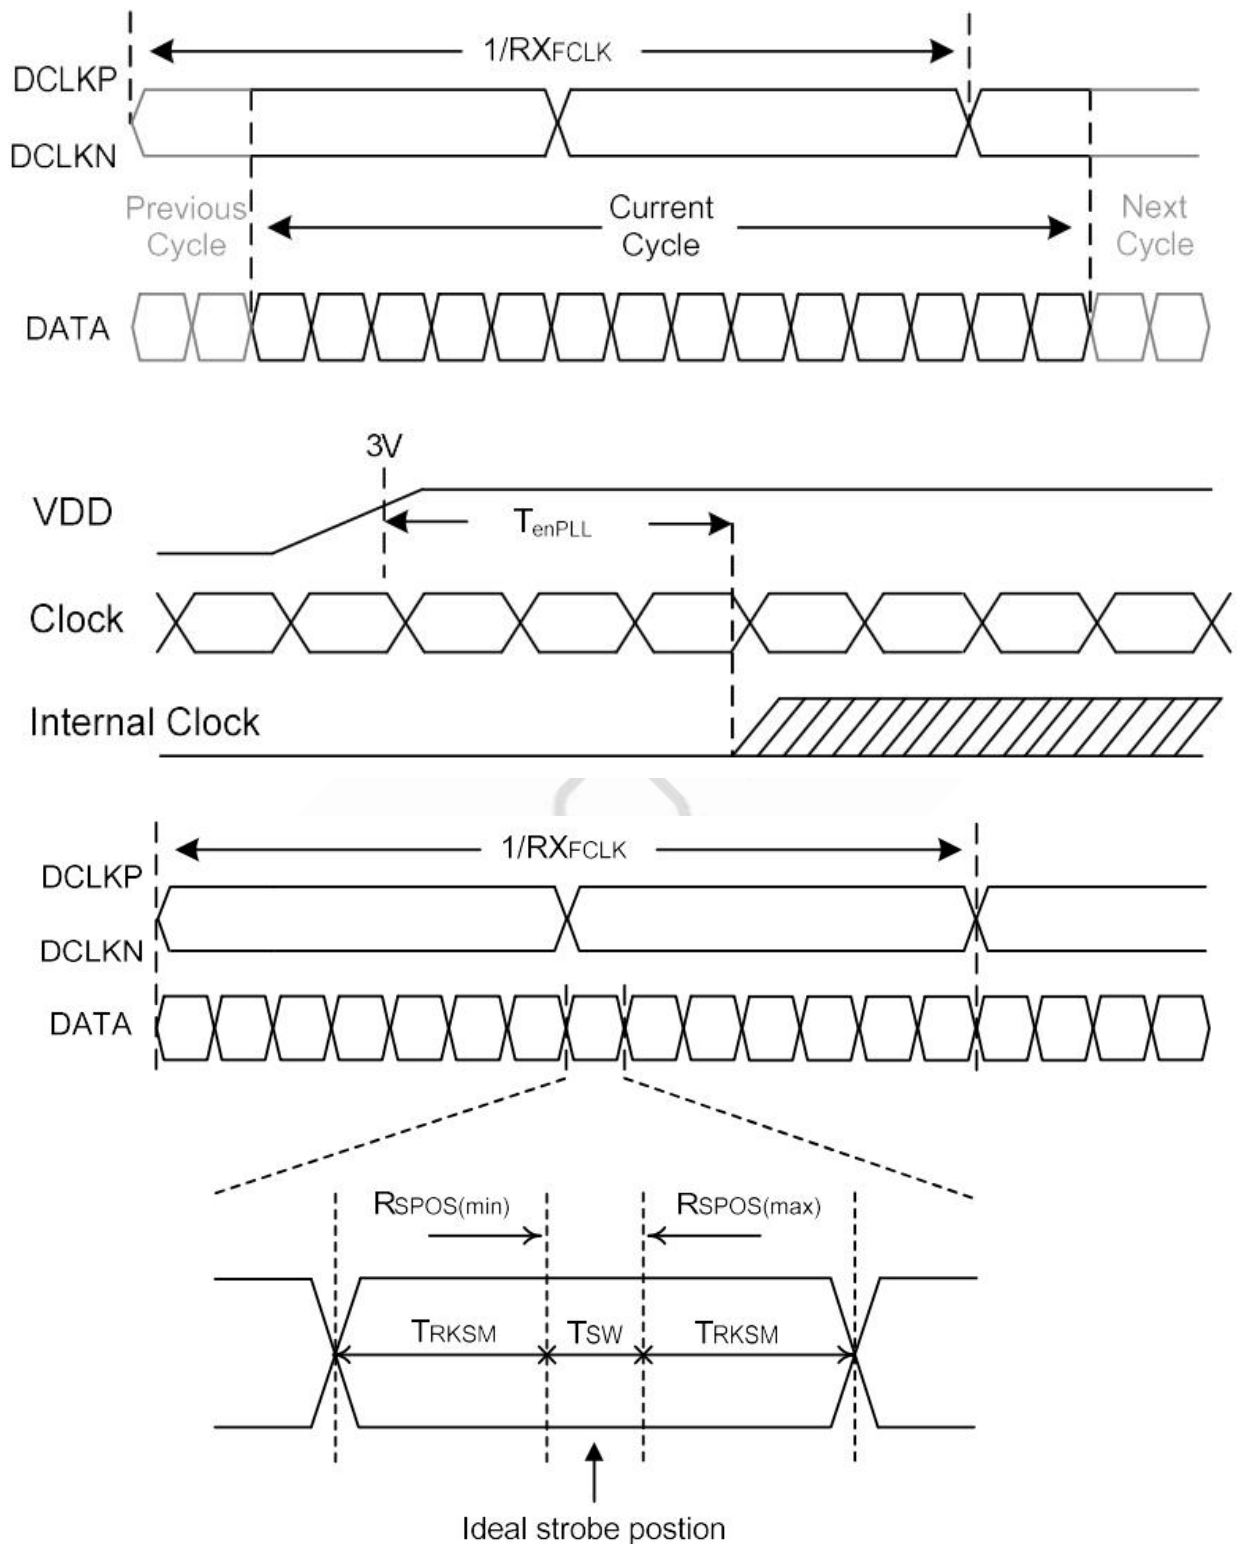 1/RXFCLK
DCLKP
DCLKN
Previous
Cycle
Current
Cycle
Next
Cycle
DATA
3V
VDD
TenPLL
Clock
Internal Clock
1/RXFCLK
DCLKP
DCLKN
DATA
RSPOS(min)
RSPOS(max)
TRKSM
TSW
TRKSM
Ideal strobe postion